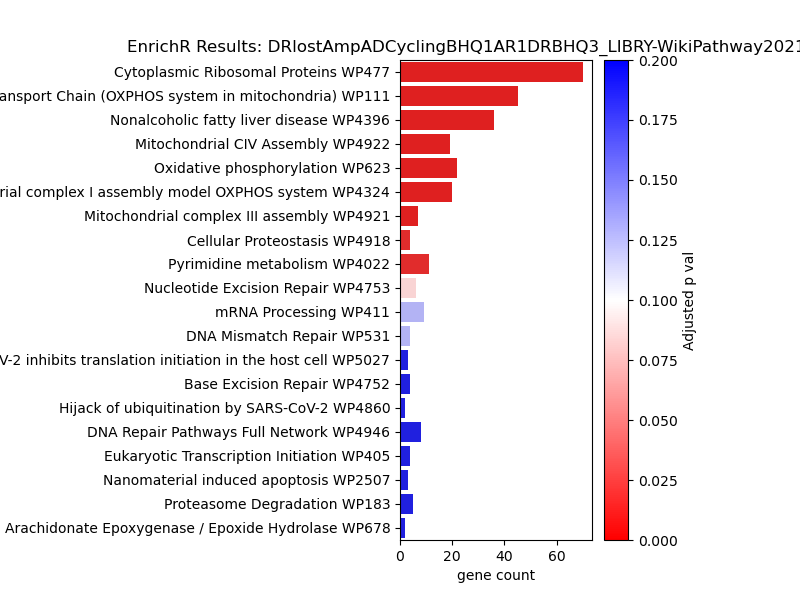 EnrichR Results: DRlostAmpADCyclingBHQ1AR1DRBHQ3_LIBRY-WikiPathway2021
Cytoplasmic Ribosomal Proteins WP477
ansport Chain (OXPHOS system in mitochondria) WP111
Nonalcoholic fatty liver disease WP4396
Mitochondrial CIV Assembly WP4922
Oxidative phosphorylation WP623
rial complex I assembly model OXPHOS system WP4324
Mitochondrial complex III assembly WP4921
Cellular Proteostasis WP4918
Pyrimidine metabolism WP4022
Nucleotide Excision Repair WP4753
mRNA Processing WP411
DNA Mismatch Repair WP531
V-2 inhibits translation initiation in the host cell WP5027
Base Excision Repair WP4752
Hijack of ubiquitination by SARS-CoV-2 WP4860
DNA Repair Pathways Full Network WP4946
Eukaryotic Transcription Initiation WP405
Nanomaterial induced apoptosis WP2507
Proteasome Degradation WP183
Arachidonate Epoxygenase / Epoxide Hydrolase WP678
0 20 40 60
gene count
0.200
0.175
0.150
0.125
0.100
0.075
0.050
0.025
0.000
Adjusted p val